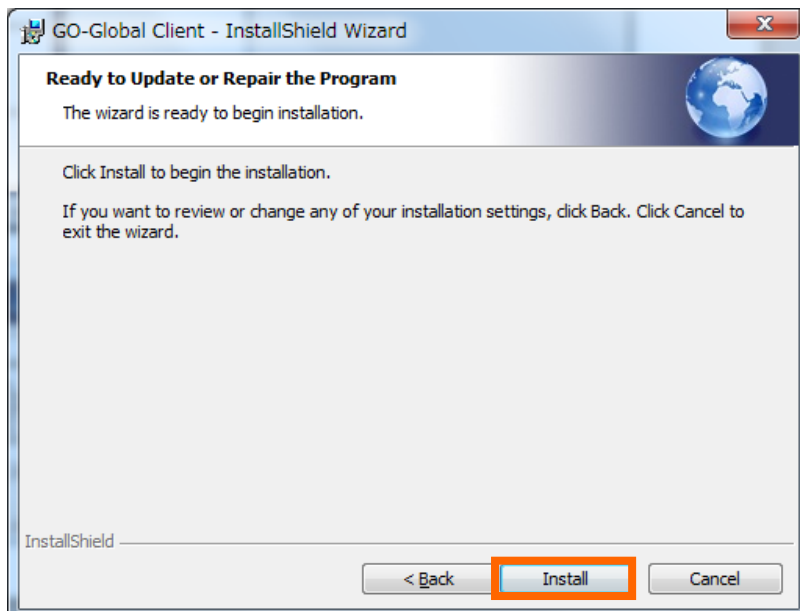 GO-Global Client - InstallShield Wizard
Ready to Update or Repair the Program
The wizard is ready to begin installation.
Click Install to begin the installation.
If you want to review or change any of your installation settings, click Back. Click Cancel to
exit the wizard.
InstallShield
< Back Install Cancel